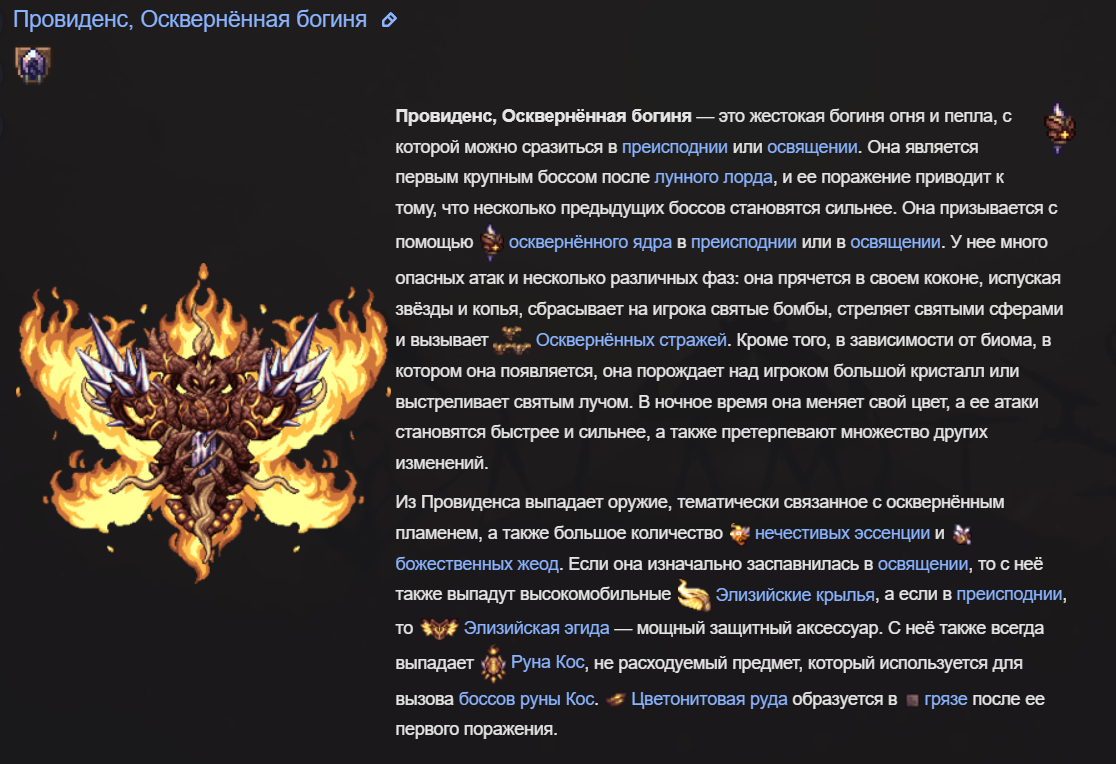 Провиденс, Осквернённая богиня
Провиденс, Осквернённая богиня — это жестокая богиня огня и пепла, с
которой можно сразиться в преисподнии или освящении. Она является
первым крупным боссом после лунного лорда, и ее поражение приводит к
тому, что несколько предыдущих боссов становятся сильнее. Она призывается с
помощью осквернённого ядра в преисподнии или в освящении. У нее много
опасных атак и несколько различных фаз: она прячется в своем коконе, испуская
звёзды и копья, сбрасывает на игрока святые бомбы, стреляет святыми сферами
и вызывает Осквернённых стражей. Кроме того, в зависимости от биома, в
котором она появляется, она порождает над игроком большой кристалл или
выстреливает святым лучом. В ночное время она меняет свой цвет, а ее атаки
становятся быстрее и сильнее, а также претерпевают множество других
изменений.
Из Провиденса выпадает оружие, тематически связанное с осквернённым
пламенем, а также большое количество нечестивых эссенции и
божественных жеод. Если она изначально заспавнилась в освящении, то с неё
также выпадут высокомобильные Элизийские крылья, а если в преисподнии,
то Элизийская эгида — мощный защитный аксессуар. С неё также всегда
выпадает Руна Кос, не расходуемый предмет, который используется для
вызова боссов руны Кос. Цветонитовая руда образуется в грязе после ее
первого поражения.